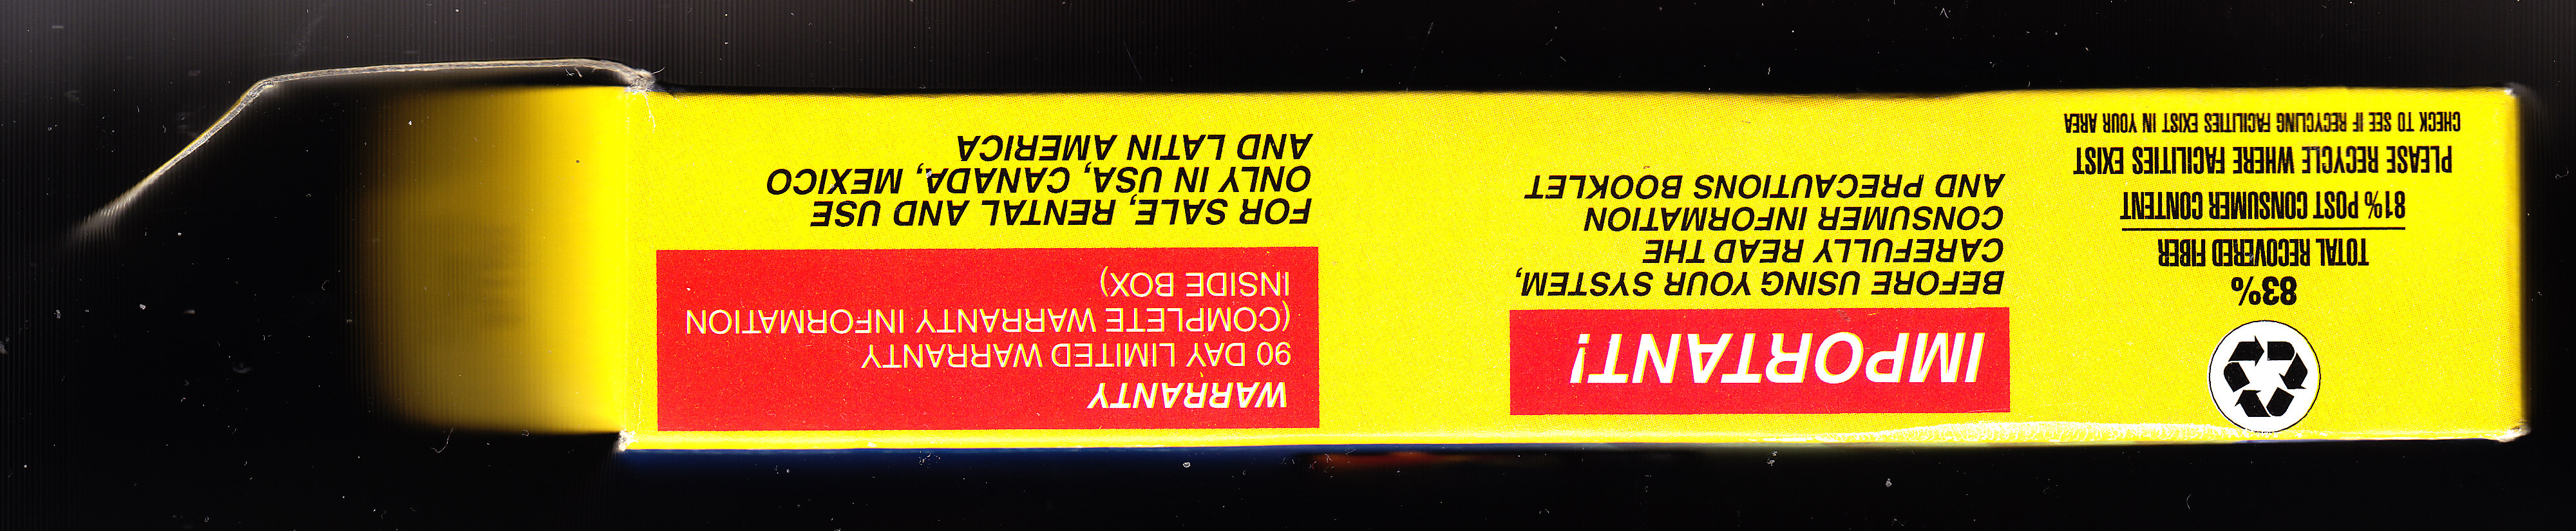 83%
TOTAL RECOVERED FIBER
81% POST CONSUMER CONTENT
PLEASE RECYCLE WHERE FACILITIES EXIST
CHECK TO SEE IF RECYCLING FACILITIES EXIST IN YOUR AREA
IMPORTANT!
BEFORE USING YOUR SYSTEM,
CAREFULLY READ THE
CONSUMER INFORMATION
AND PRECAUTIONS BOOKLET
WARRANTY
90 DAY LIMITED WARRANTY
(COMPLETE WARRANTY INFORMATION
INSIDE BOX)
FOR SALE, RENTAL AND USE
ONLY IN USA, CANADA, MEXICO
AND LATIN AMERICA